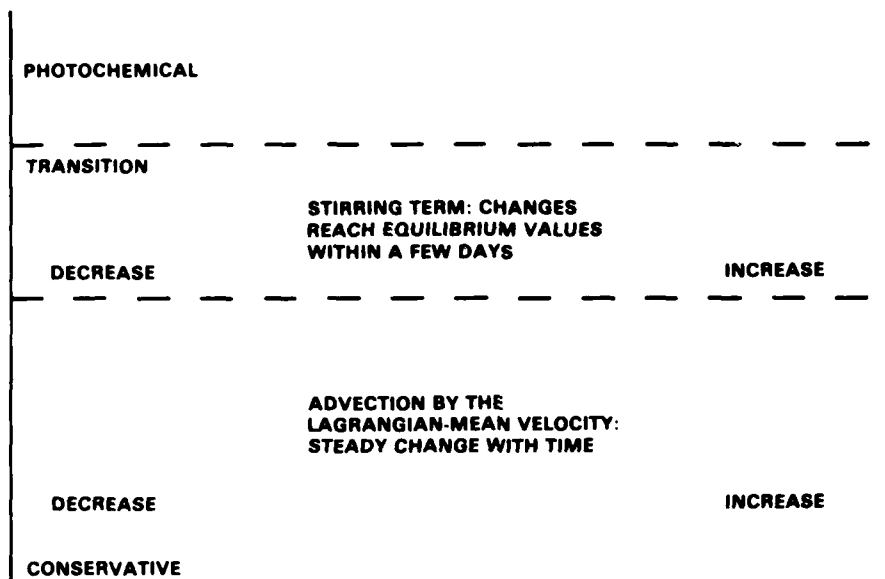 PHOTOCHEMICAL
TRANSITION
STIRRING TERM: CHANGES
REACH EQUILIBRIUM VALUES
WITHIN A FEW DAYS
DECREASE
INCREASE
ADVECTION BY THE
LAGRANGIAN-MEAN VELOCITY:
STEADY CHANGE WITH TIME
DECREASE
INCREASE
CONSERVATIVE